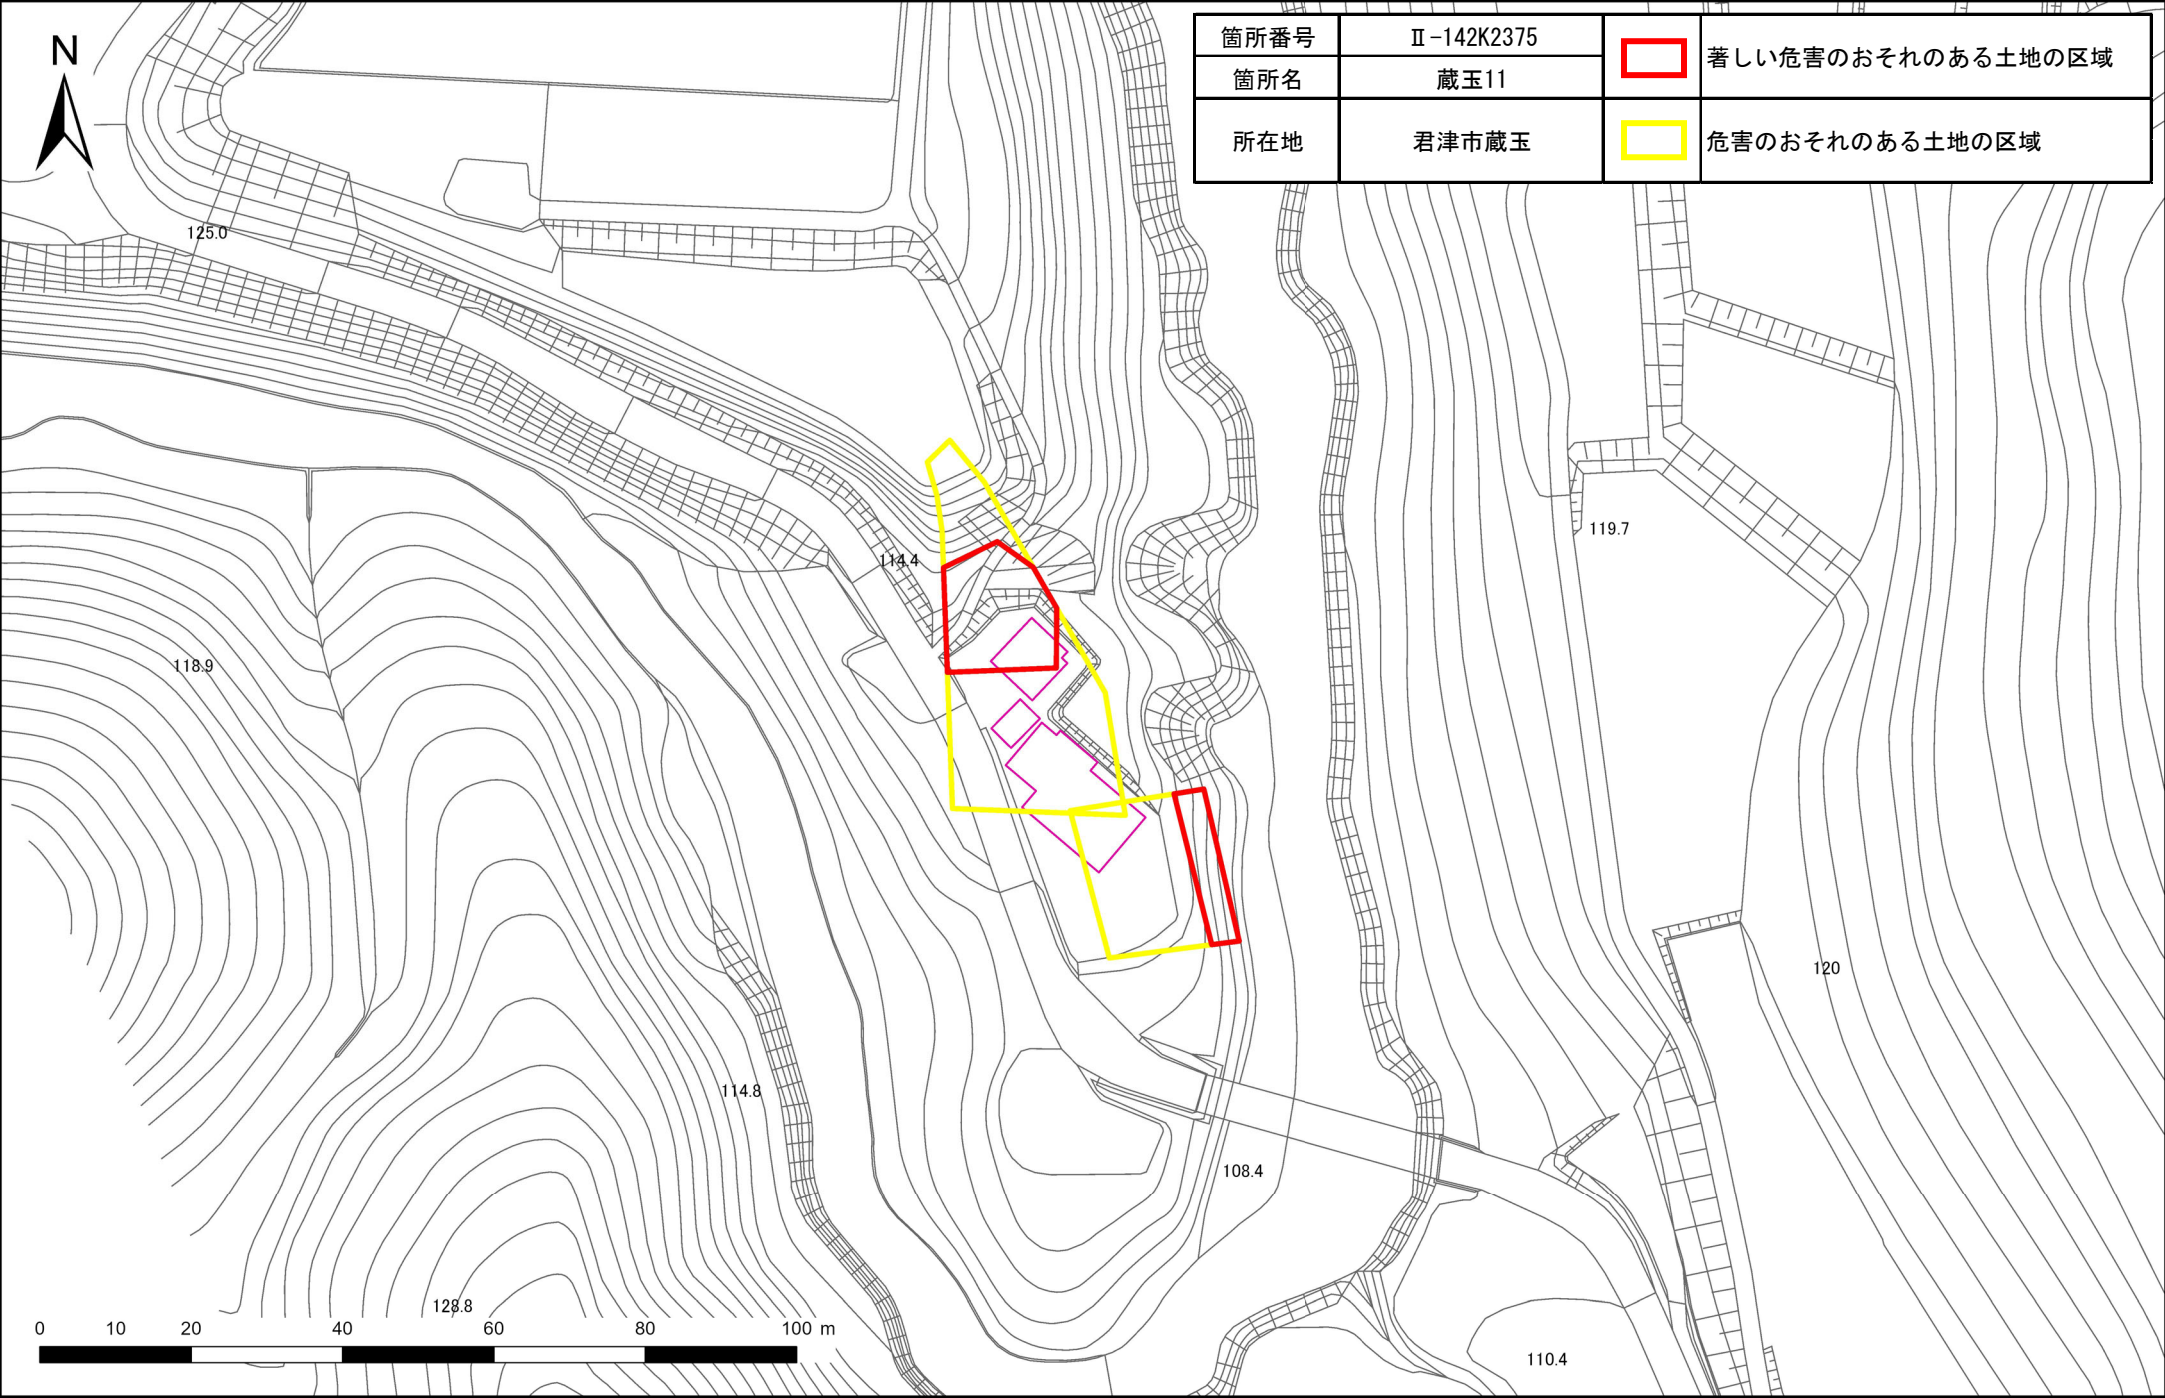 N
箇所番号 Ⅱ-142K2375 著しい危害のおそれのある土地の区域
箇所名 蔵玉11
所在地 君津市蔵玉 危害のおそれのある土地の区域
125.0
119.7
114.4
118.9
120
114.8
108.4
128.8
110.4
0 10 20 40 60 80 100 m